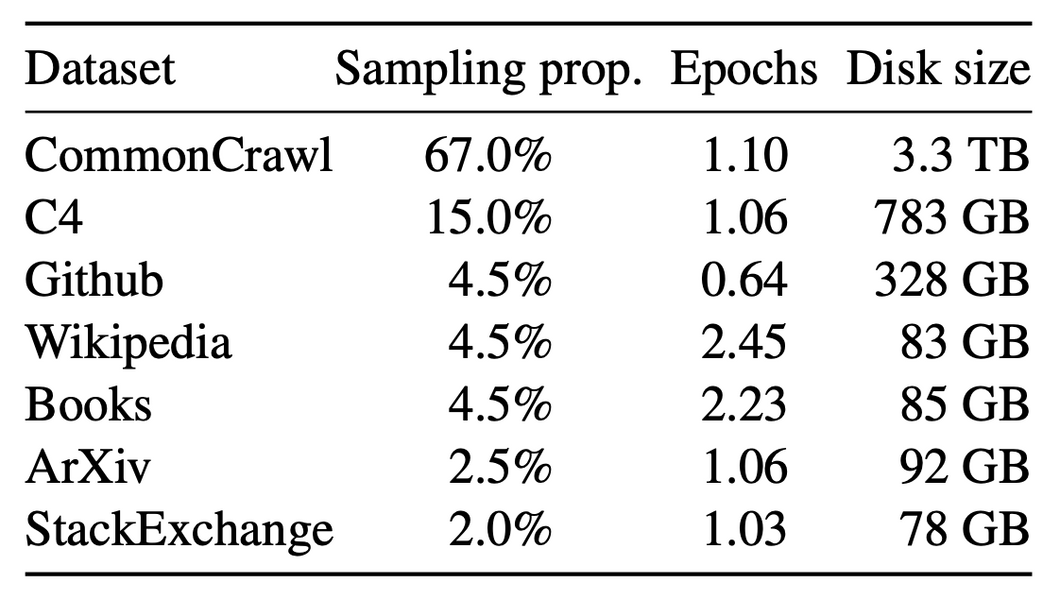 Dataset Sampling prop. Epochs Disk size
CommonCrawl 67.0% 1.10 3.3 TB
C4 15.0% 1.06 783 GB
Github 4.5% 0.64 328 GB
Wikipedia 4.5% 2.45 83 GB
Books 4.5% 2.23 85 GB
ArXiv 2.5% 1.06 92 GB
StackExchange 2.0% 1.03 78 GB